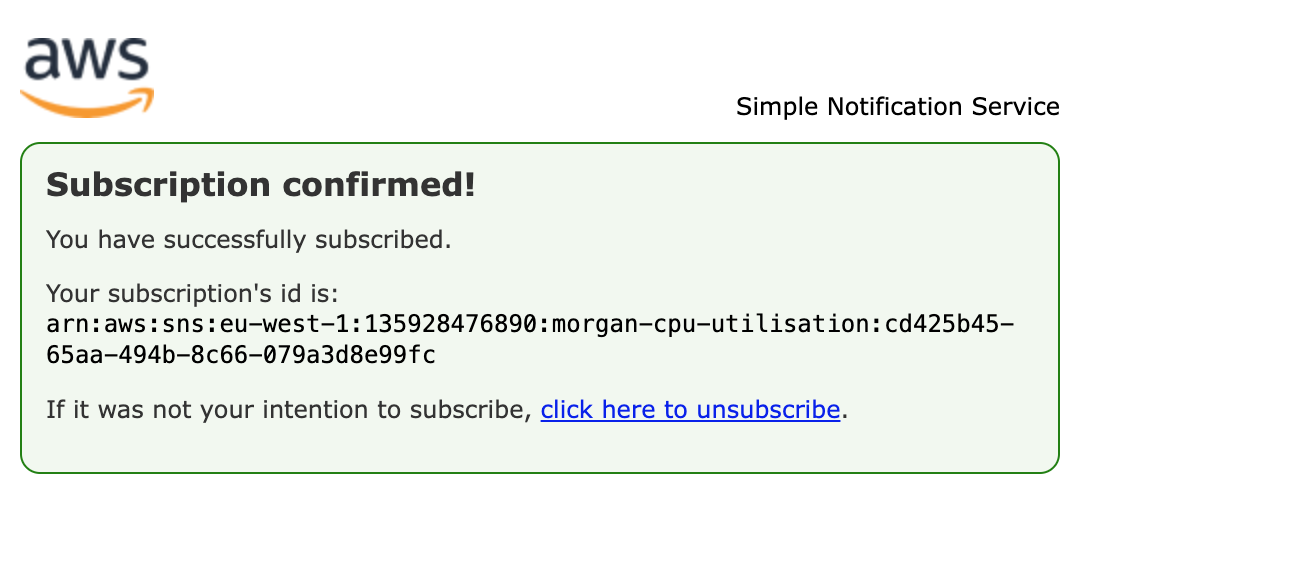 aws
Simple Notification Service
Subscription confirmed!
You have successfully subscribed.
Your subscription's id is:
arn:aws:sns:eu-west-1:135928476890:morgan-cpu-utilisation:cd425b45-
65aa-494b-8c66-079a3d8e99fc
If it was not your intention to subscribe, click here to unsubscribe.